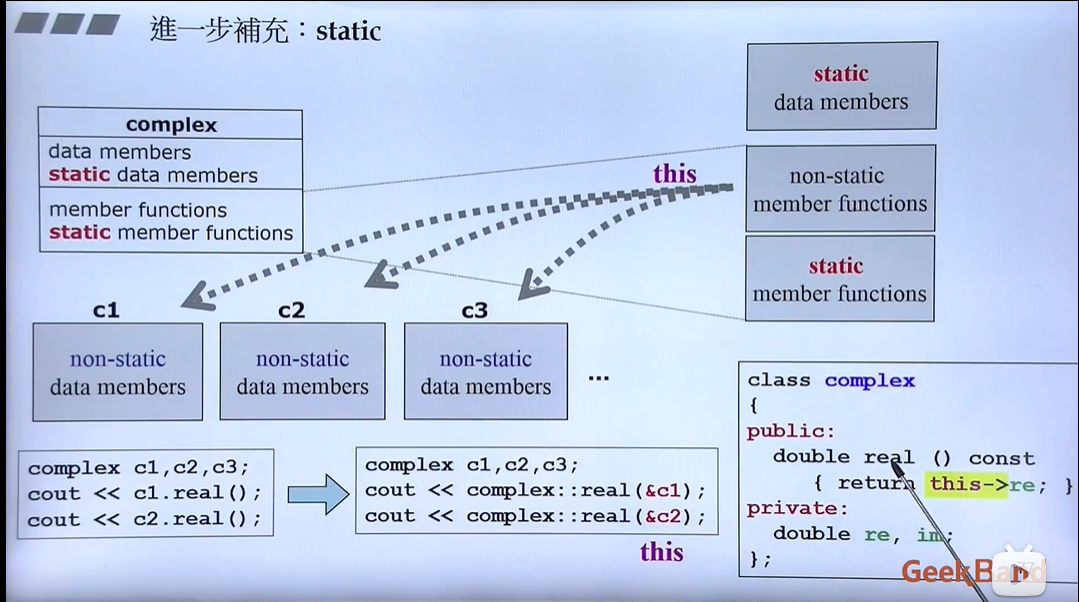 進一步補充：static
static
data members
complex
data members
static data members
member functions
static member functions
this
non-static
member functions
static
member functions
c1
c2
c3
non-static
data members
non-static
data members
non-static
data members
...
class complex
{
public:
double real () const
{ return this->re; }
private:
double re, im;
};
complex c1,c2,c3;
cout << c1.real();
cout << c2.real();
complex c1,c2,c3;
cout << complex::real(&c1);
cout << complex::real(&c2);
this